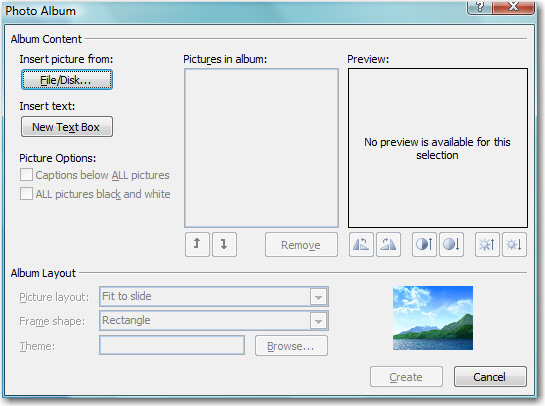 Photo Album
Album Content
Insert picture from:
File/Disk...
Insert text:
New Text Box
Picture Options:
Captions below ALL pictures
ALL pictures black and white
Pictures in album:
Remove
Preview:
No preview is available for this
selection
Album Layout
Picture layout:
Fit to slide
Frame shape:
Rectangle
Theme:
Browse...
Create
Cancel